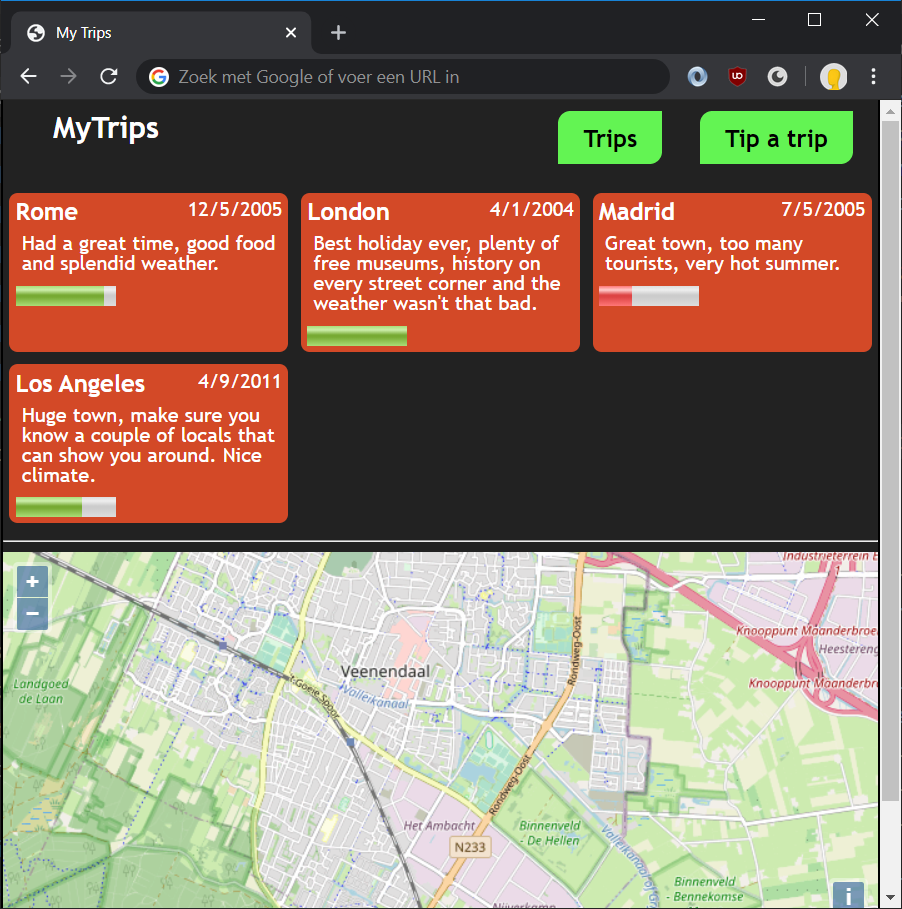 My Trips
Zoek met Google of voer een URL in
MyTrips
Trips
Tip a trip
Rome 12/5/2005
Had a great time, good food
and splendid weather.
London 4/1/2004
Best holiday ever, plenty of
free museums, history on
every street corner and the
weather wasn't that bad.
Madrid 7/5/2005
Great town, too many
tourists, very hot summer.
Los Angeles 4/9/2011
Huge town, make sure you
know a couple of locals that
can show you around. Nice
climate.
+
−
Industrieterrein
Knooppunt Maanderbroe
Heesteren
Knooppunt Maanderb
Rondweg-Oost
Veenendaal
Valleikanaal
Landgoed
de Laan
't Goeie Spoor
Rondweg-Oost
Het Ambacht
N233
Binnenveld
- De Hellen
Valleikanaal
Binnenveld
- Bennekomse
Nijverkamp
i